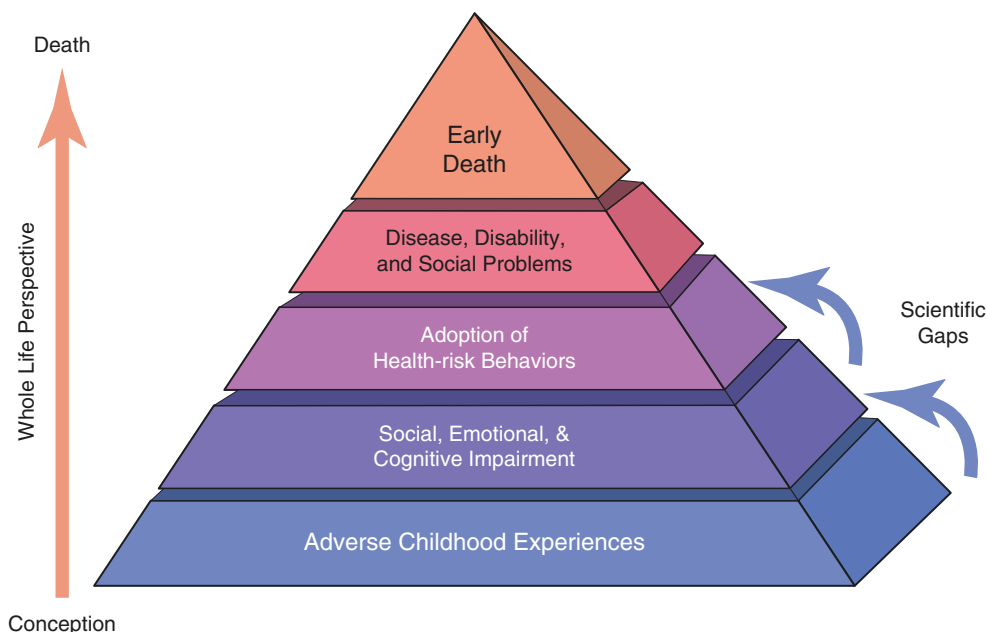 Death
Early
Death
Disease, Disability,
and Social Problems
Whole Life Perspective
Scientific
Gaps
Adoption of
Health-risk Behaviors
Social, Emotional, &
Cognitive Impairment
Adverse Childhood Experiences
Conception